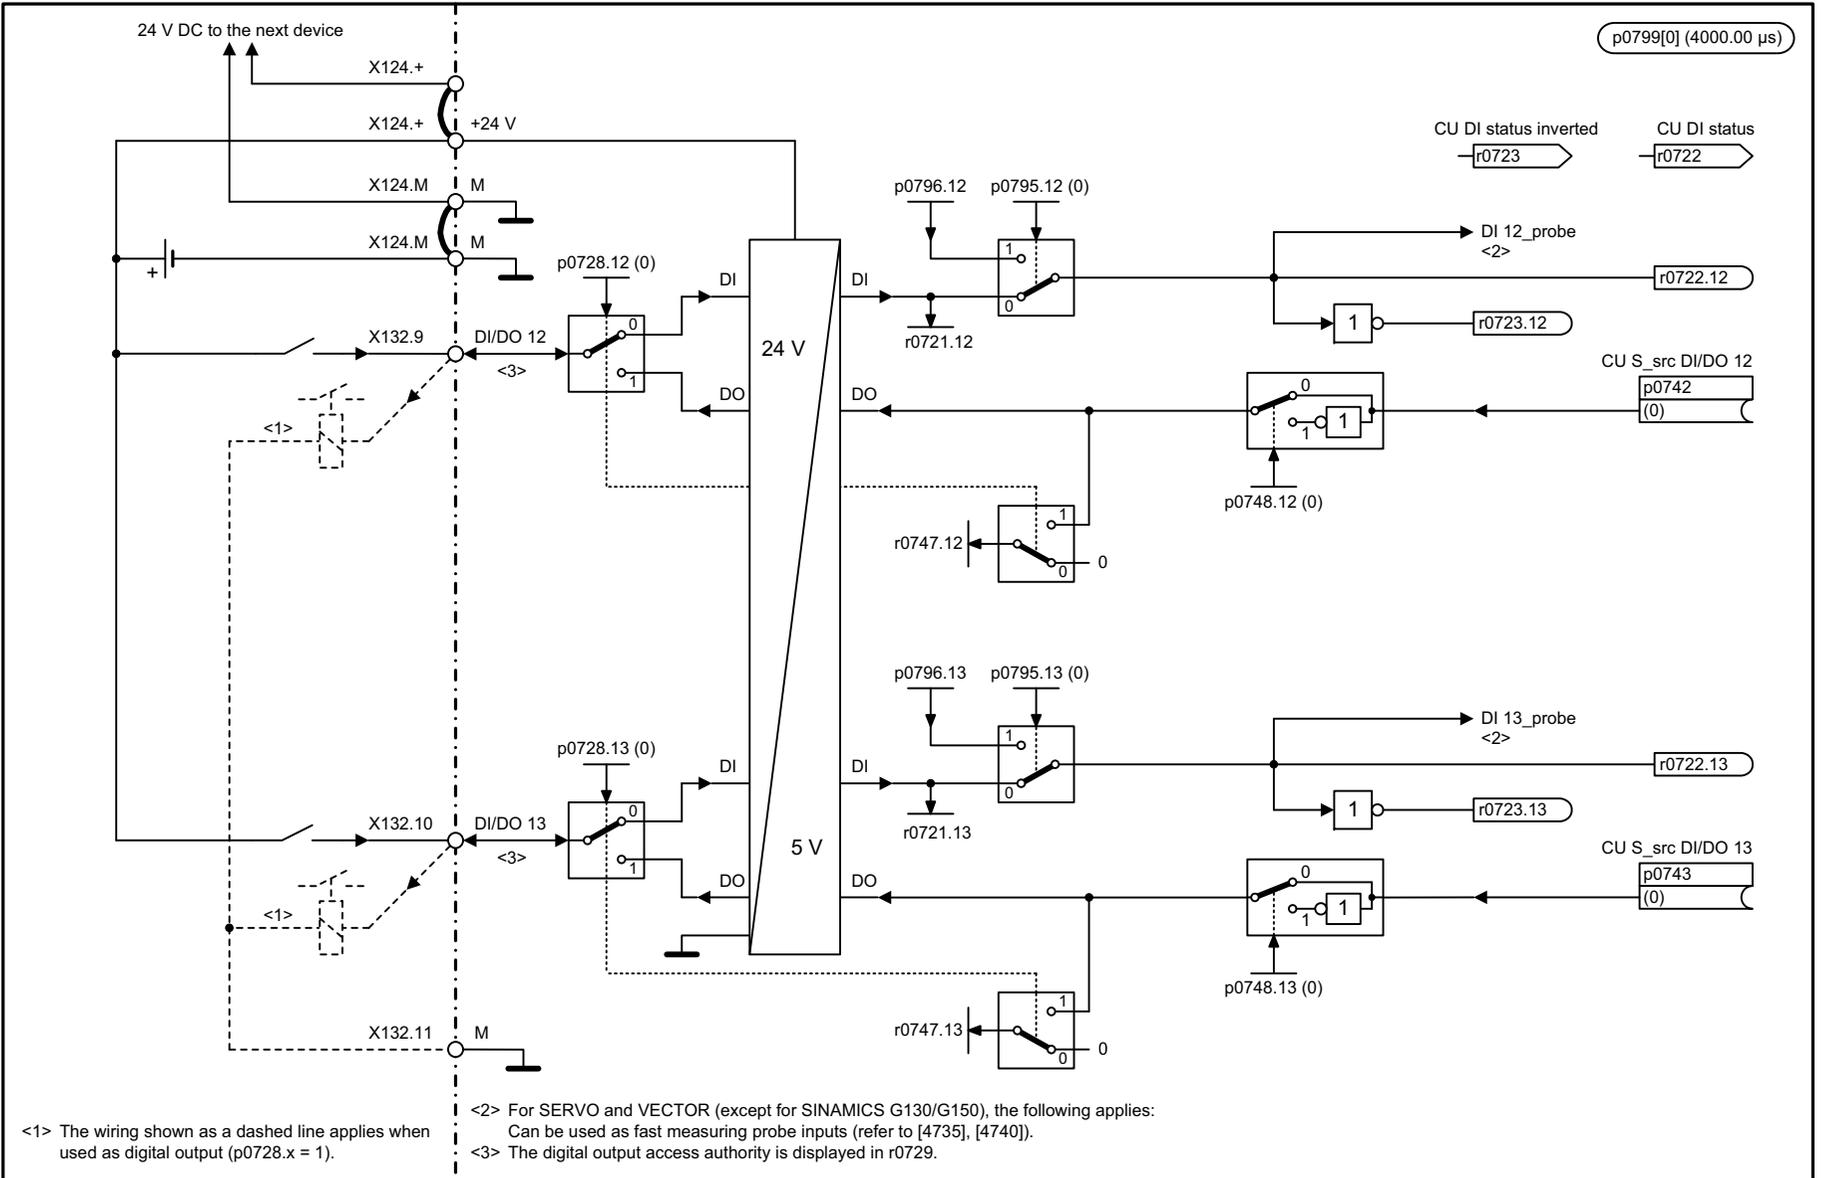 24 V DC to the next device
p0799[0] (4000.00 µs)
X124.+
X124.+
+24 V
CU DI status inverted
CU DI status
r0723
r0722
X124.M
M
p0796.12
p0795.12 (0)
X124.M
M
+
p0728.12 (0)
DI
DI
1
0
r0721.12
DI 12_probe
<2>
r0722.12
1
r0723.12
24 V
X132.9
DI/DO 12
<3>
0
1
DO
DO
CU S_src DI/DO 12
p0742
(0)
0
1
1
p0748.12 (0)
<1>
r0747.12
1
0
0
p0796.13
p0795.13 (0)
p0728.13 (0)
DI
DI
1
0
r0721.13
DI 13_probe
<2>
r0722.13
1
r0723.13
5 V
X132.10
DI/DO 13
<3>
0
1
DO
DO
CU S_src DI/DO 13
p0743
(0)
0
1
1
p0748.13 (0)
<1>
r0747.13
1
0
0
X132.11
M
<1> The wiring shown as a dashed line applies when
used as digital output (p0728.x = 1).
<2> For SERVO and VECTOR (except for SINAMICS G130/G150), the following applies:
Can be used as fast measuring probe inputs (refer to [4735], [4740]).
<3> The digital output access authority is displayed in r0729.